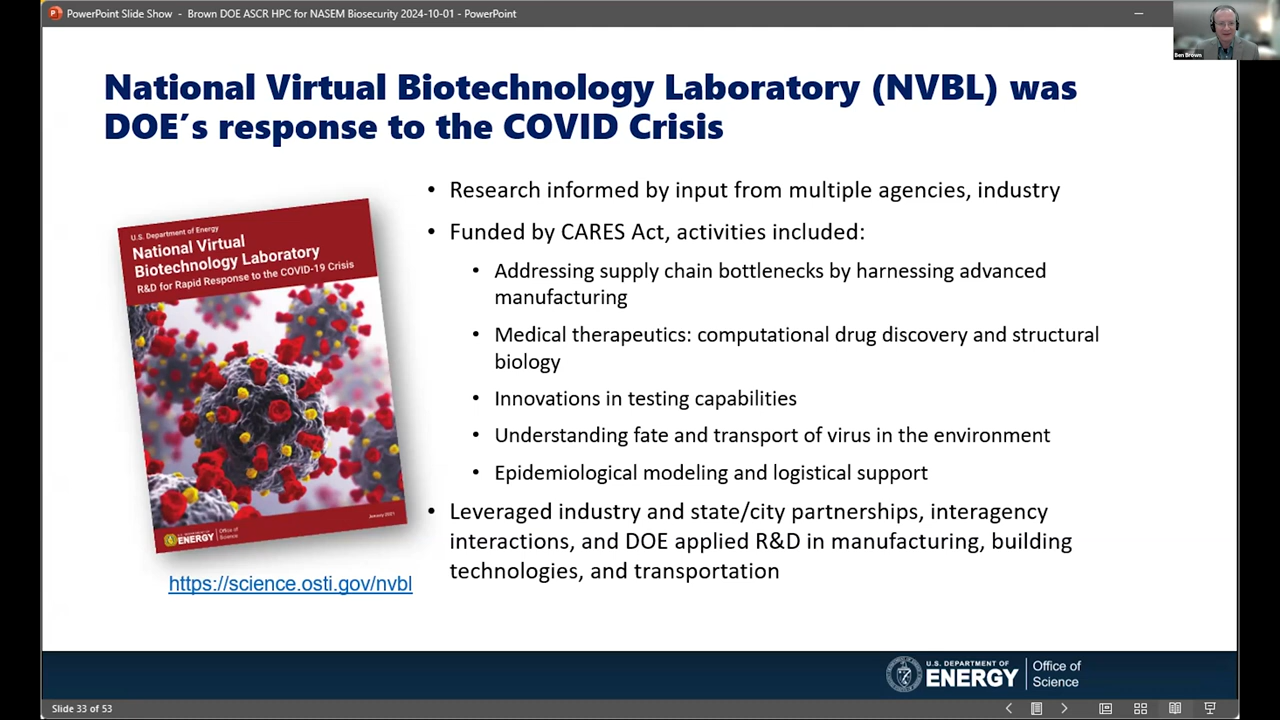 PowerPoint Slide Show - Brown DOE ASCR HPC for NASEM Biosecurity 2024-10-01 - PowerPoint
Ben Brown
National Virtual Biotechnology Laboratory (NVBL) was
DOE's response to the COVID Crisis
U.S. Department of Energy
National Virtual
Biotechnology Laboratory
R&D for Rapid Response to the COVID-19 Crisis
January 2021
ENERGY
Office of
Science
https://science.osti.gov/nvbl
• Research informed by input from multiple agencies, industry
• Funded by CARES Act, activities included:
• Addressing supply chain bottlenecks by harnessing advanced
manufacturing
• Medical therapeutics: computational drug discovery and structural
biology
• Innovations in testing capabilities
• Understanding fate and transport of virus in the environment
• Epidemiological modeling and logistical support
• Leveraged industry and state/city partnerships, interagency
interactions, and DOE applied R&D in manufacturing, building
technologies, and transportation
U.S. DEPARTMENT OF
ENERGY
Office of
Science
Slide 33 of 53